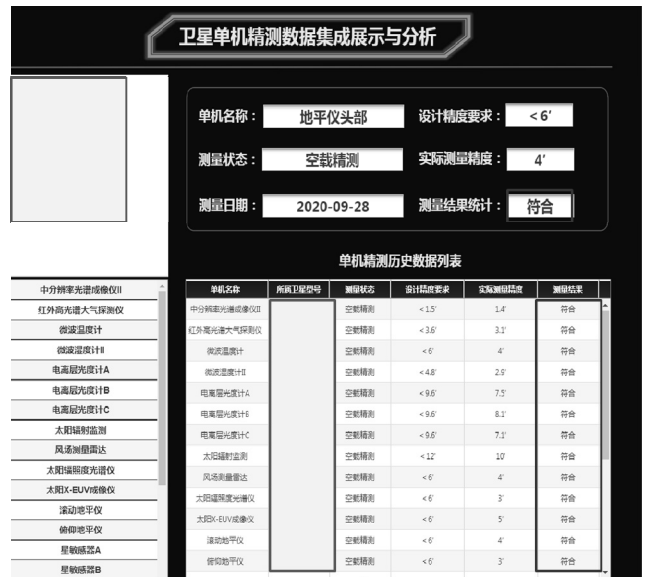 卫星单机精测数据集成展示与分析
单机名称： 地平仪头部 设计精度要求： < 6′
测量状态： 空载精测 实际测量精度： 4′
测量日期： 2020-09-28 测量结果统计： 符合
单机精测历史数据列表
中分辨率光谱成像仪II
红外高光谱大气探测仪
微波温度计
微波湿度计II
电离层光度计A
电离层光度计B
电离层光度计C
太阳辐射监测
风场测量雷达
太阳辐照度光谱仪
太阳X-EUV成像仪
滚动地平仪
俯仰地平仪
星敏感器A
星敏感器B
单机名称 所属卫星型号 测量状态 设计精度要求 实际测量精度 测量结果
中分辨率光谱成像仪II 空载精测 < 1.5′ 1.4′ 符合
红外高光谱大气探测仪 空载精测 < 3.6′ 3.1′ 符合
微波温度计 空载精测 < 6′ 4′ 符合
微波湿度计II 空载精测 < 4.8′ 2.9′ 符合
电离层光度计A 空载精测 < 9.6′ 7.5′ 符合
电离层光度计B 空载精测 < 9.6′ 8.1′ 符合
电离层光度计C 空载精测 < 9.6′ 7.1′ 符合
太阳辐射监测 空载精测 < 12′ 10′ 符合
风场测量雷达 空载精测 < 6′ 4′ 符合
太阳辐照度光谱仪 空载精测 < 6′ 3′ 符合
太阳X-EUV成像仪 空载精测 < 6′ 5′ 符合
滚动地平仪 空载精测 < 6′ 4′ 符合
俯仰地平仪 空载精测 < 6′ 3′ 符合